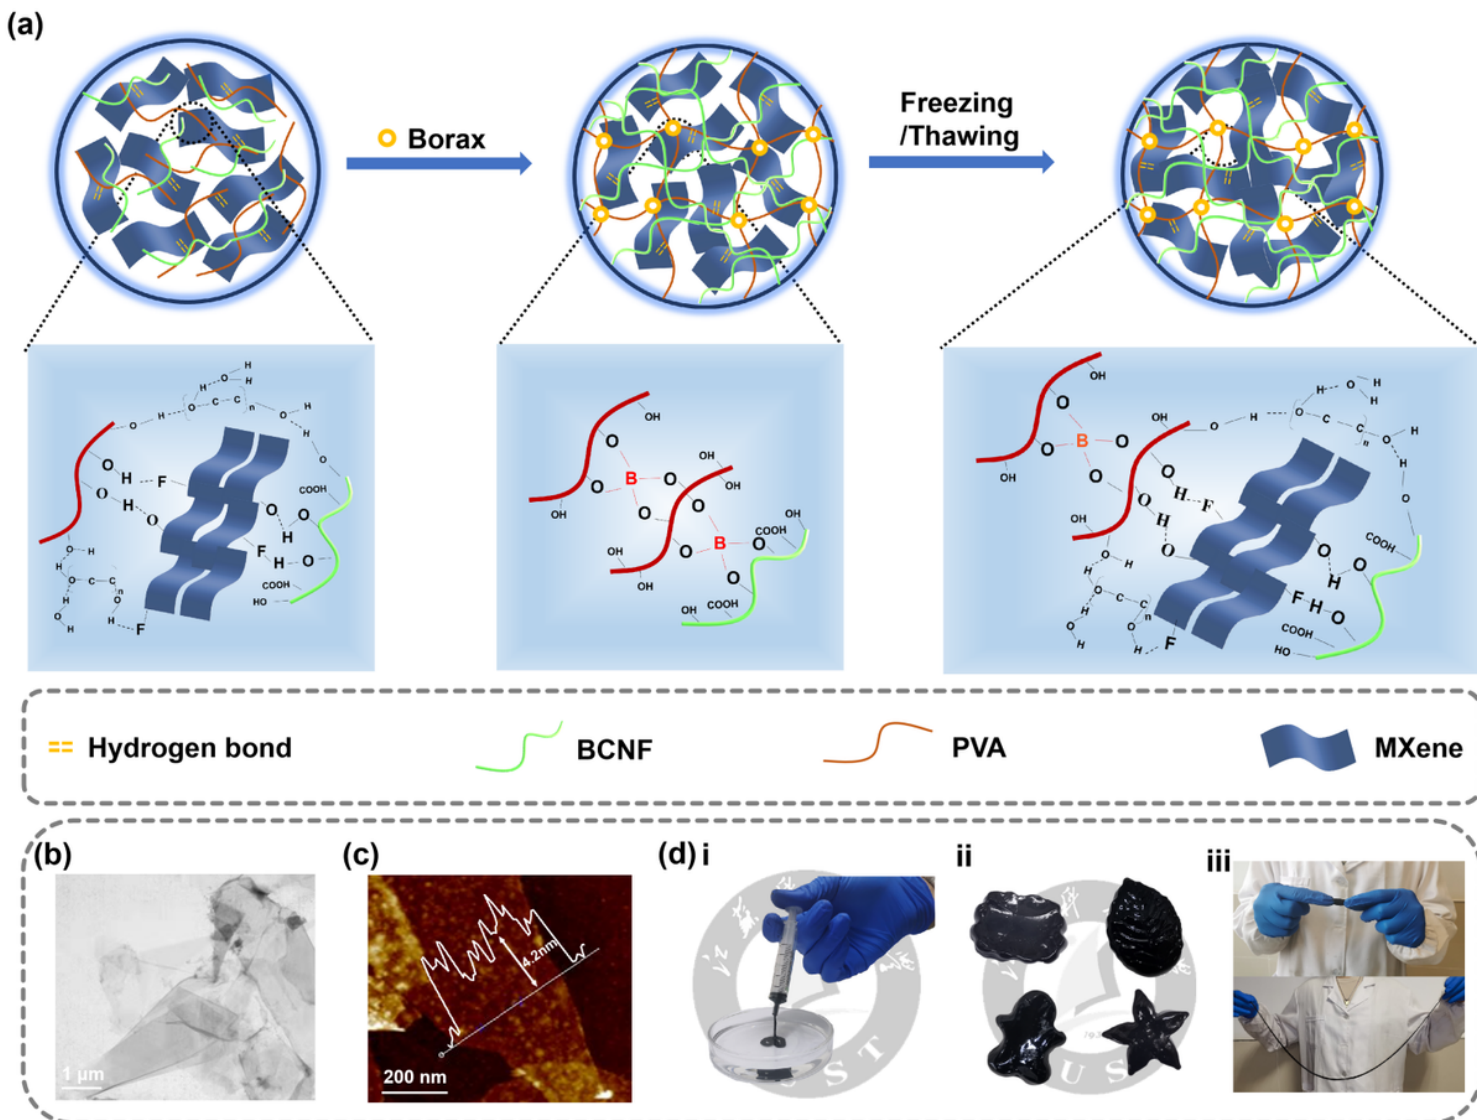 (a)
Borax
Freezing
/Thawing
H
H O
H
O H O C C n O H
H
O
O H F
O H O
COOH
O H O
F H O
COOH
HO
O H
H O C C n O H F
H
O
H
OH
O
B O
O
OH
OH
OH
O
O
B O
O
COOH
OH
OH
OH
OH
COOH
OH
O
O B O
O
OH
OH
O H O C C n O H
H O H
H
H
O
O H F
O H O
OH
COOH
O H O
F H O
COOH
HO
O H
H O C C n O H F
H
O
H
Hydrogen bond
BCNF
PVA
MXene
(b)
1 μm
(c)
4.2nm
200 nm
(d) i
S T
ii
193
U S
iii